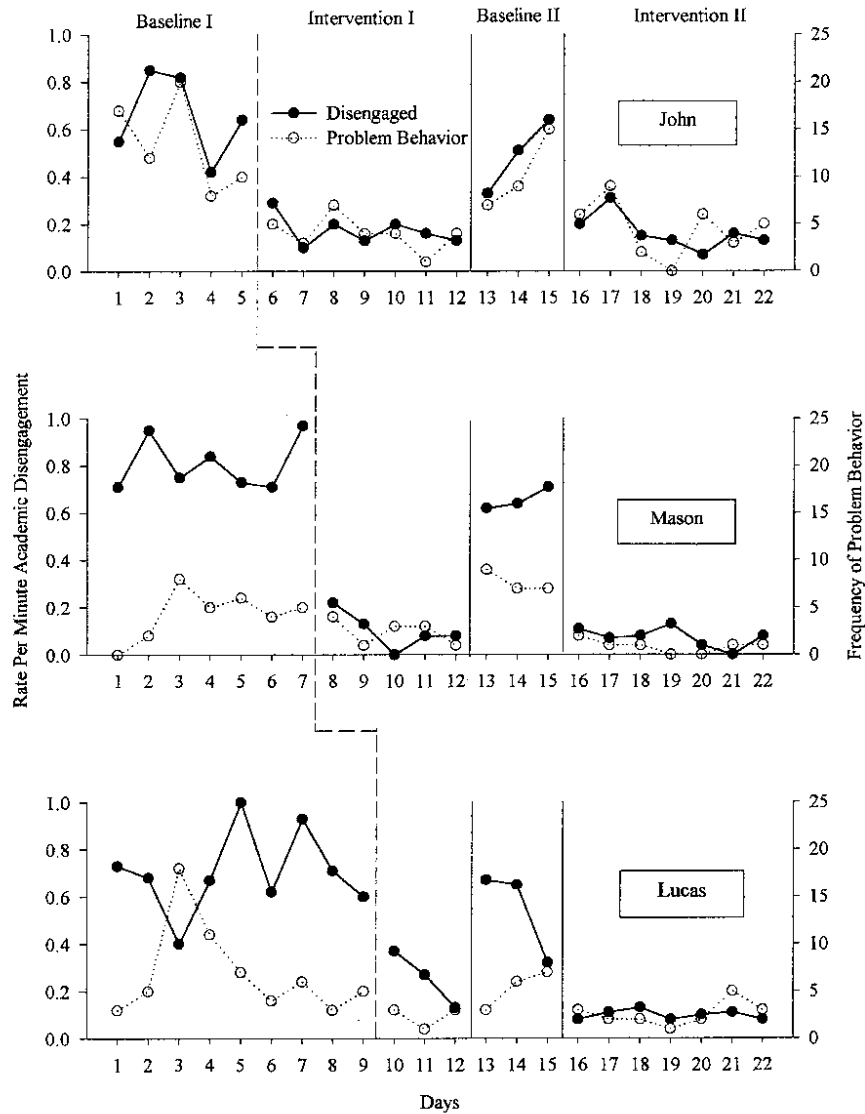 Baseline I Intervention I Baseline II Intervention II
1.0 25
0.8 20
0.6 15
0.4 10
0.2 5
0.0 0
Disengaged
Problem Behavior
John
1 2 3 4 5 6 7 8 9 10 11 12 13 14 15 16 17 18 19 20 21 22
Rate Per Minute Academic Disengagement
Frequency of Problem Behavior
1.0 25
0.8 20
0.6 15
0.4 10
0.2 5
0.0 0
Mason
1 2 3 4 5 6 7 8 9 10 11 12 13 14 15 16 17 18 19 20 21 22
1.0 25
0.8 20
0.6 15
0.4 10
0.2 5
0.0 0
Lucas
1 2 3 4 5 6 7 8 9 10 11 12 13 14 15 16 17 18 19 20 21 22
Days